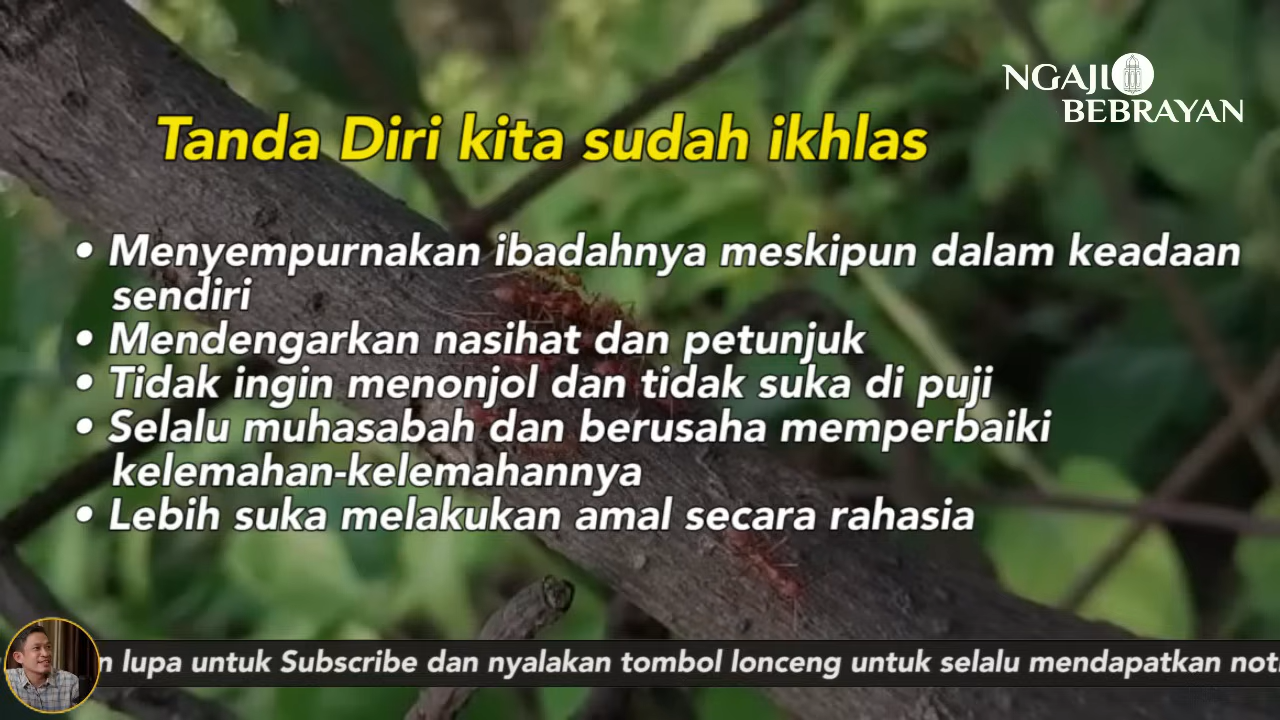 NGAJI
BEBRAYAN
Tanda Diri kita sudah ikhlas
• Menyempurnakan ibadahnya meskipun dalam keadaan
sendiri
• Mendengarkan nasihat dan petunjuk
• Tidak ingin menonjol dan tidak suka di puji
• Selalu muhasabah dan berusaha memperbaiki
kelemahan-kelemahannya
• Lebih suka melakukan amal secara rahasia
lupa untuk Subscribe dan nyalakan tombol lonceng untuk selalu mendapatkan